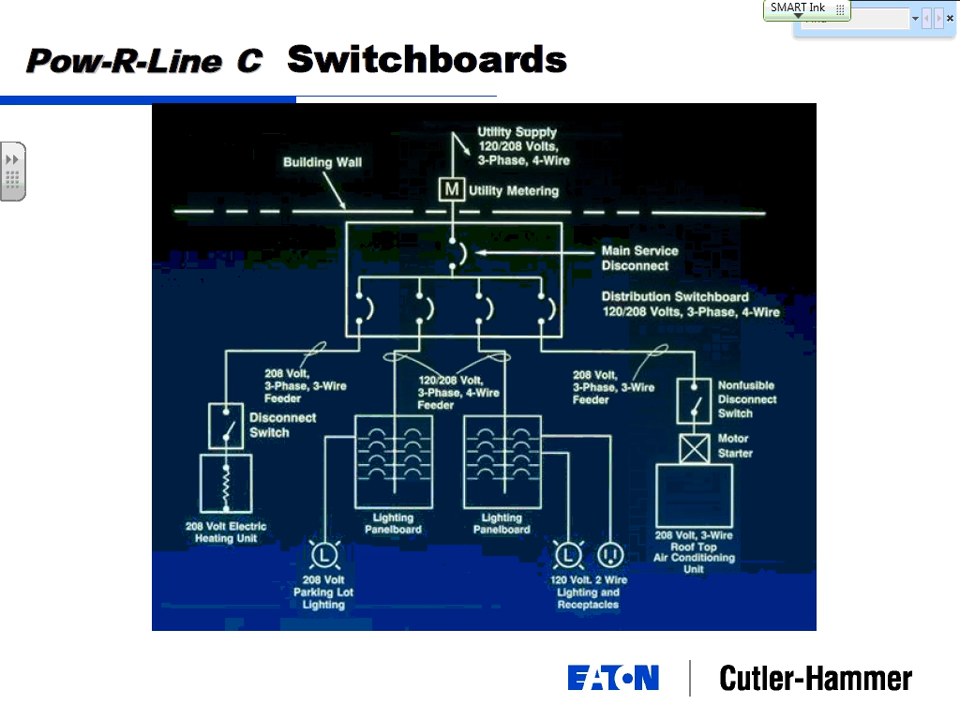 SMART Ink
Pow-R-Line C Switchboards
Utility Supply
120/208 Volts,
3-Phase, 4-Wire
Building Wall
M
Utility Metering
Main Service
Disconnect
Distribution Switchboard
120/208 Volts, 3-Phase, 4-Wire
208 Volt,
3-Phase, 3-Wire
Feeder
120/208 Volt,
3-Phase, 4-Wire
Feeder
208 Volt,
3-Phase, 3-Wire
Feeder
Nonfusible
Disconnect
Switch
Disconnect
Switch
Motor
Starter
208 Volt Electric
Heating Unit
Lighting
Panelboard
Lighting
Panelboard
208 Volt, 3-Wire
Roof Top
Air Conditioning
Unit
L
208 Volt
Parking Lot
Lighting
L
120 Volt. 2 Wire
Lighting and
Receptacles
EATON
Cutler-Hammer